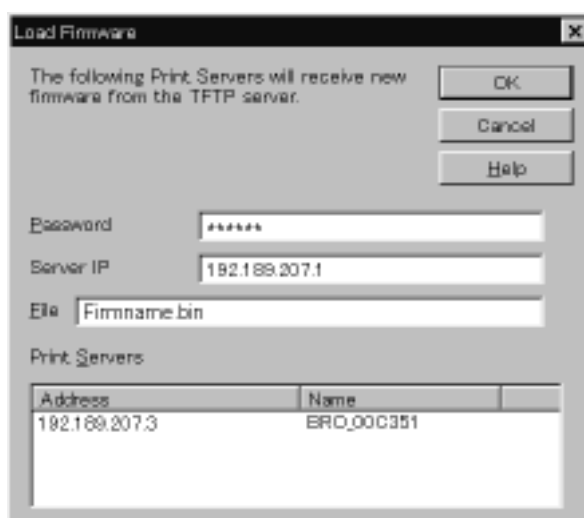 Load Firmware
The following Print Servers will receive new
firmware from the TFTP server.
OK
Cancel
Help
Password ******
Server IP 192.189.207.1
File Firmname.bin
Print Servers
Address Name
192.189.207.3 BRO_00C351